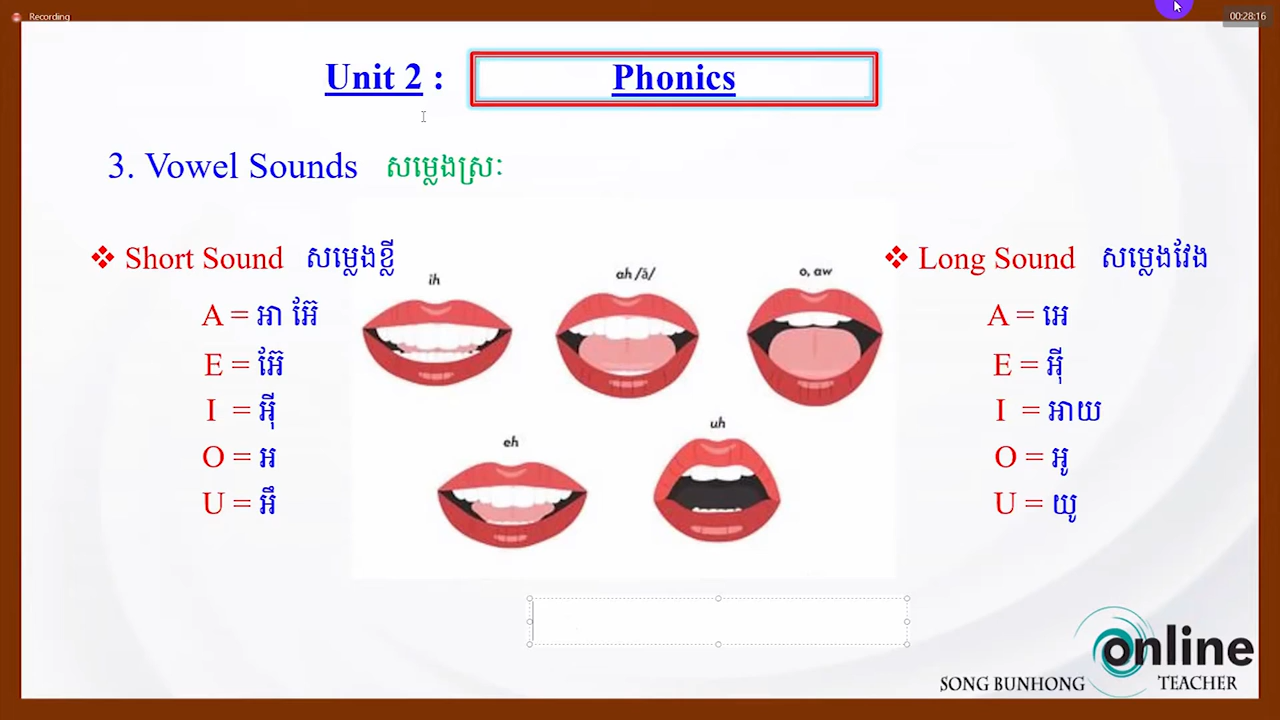 Recording
00:28:16
Unit 2 : Phonics
3. Vowel Sounds សម្លេងស្រៈ
❖ Short Sound សម្លេងខ្លី
A = អា អ៊ែ
E = អ៊ែ
I = អ៊ី
O = អ
U = អឹ
ih
ah /ă/
o, aw
eh
uh
❖ Long Sound សម្លេងវែង
A = អេ
E = អ៊ី
I = អាយ
O = អូ
U = យូ
online
SONG BUNHONG TEACHER